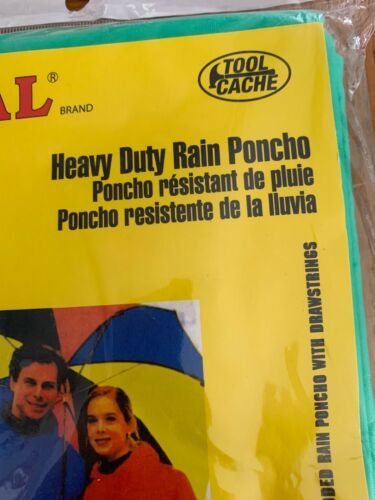 AL®
BRAND
TOOL
CACHE
Heavy Duty Rain Poncho
Poncho résistant de pluie
Poncho resistente de la lluvia
DED RAIN PONCHO WITH DRAWSTRINGS